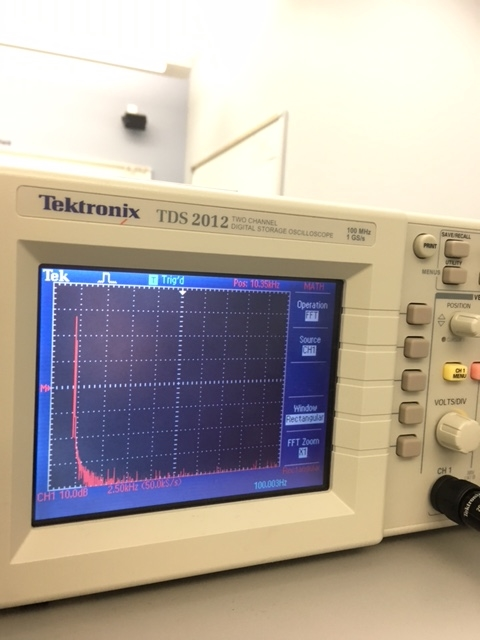 Tektronix TDS 2012 TWO CHANNEL DIGITAL STORAGE OSCILLOSCOPE
100 MHz
1 GS/s
PRINT
SAVE/RECALL
UTILITY
MENUS
POSITION
CH 1
MENU
VOLTS/DIV
CH 1
Tek Trig'd Pos: 10.35kHz MATH
Operation
FFT
Source
CH1
Window
Rectangular
FFT Zoom
X1
M
CH1 10.0dB 2.50kHz (50.0kS/s)
100.003Hz